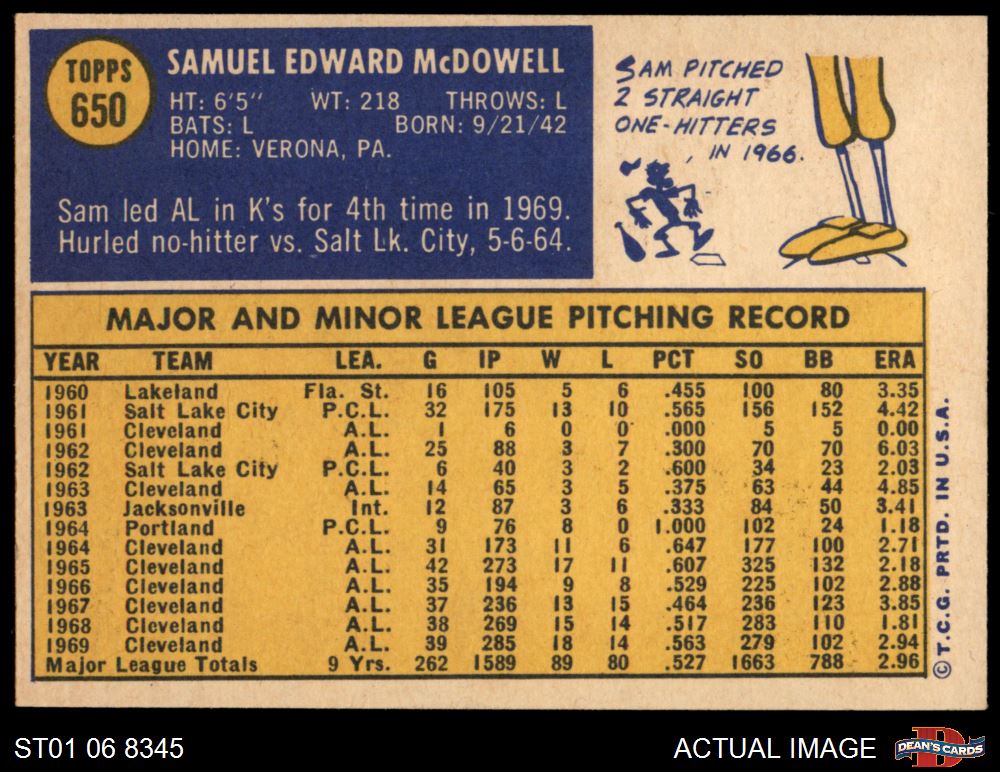 TOPPS
650
SAMUEL EDWARD McDOWELL
HT: 6'5" WT: 218 THROWS: L
BATS: L BORN: 9/21/42
HOME: VERONA, PA.
Sam led AL in K's for 4th time in 1969.
Hurled no-hitter vs. Salt Lk. City, 5-6-64.
SAM PITCHED
2 STRAIGHT
ONE-HITTERS
IN 1966.
MAJOR AND MINOR LEAGUE PITCHING RECORD
YEAR TEAM LEA. G IP W L PCT SO BB ERA
1960 Lakeland Fla. St. 16 105 5 6 .455 100 80 3.35
1961 Salt Lake City P.C.L. 32 175 13 10 .565 156 152 4.42
1961 Cleveland A.L. 1 6 0 0 .000 5 5 0.00
1962 Cleveland A.L. 25 88 3 7 .300 70 70 6.03
1962 Salt Lake City P.C.L. 6 40 3 2 .600 34 23 2.03
1963 Cleveland A.L. 14 65 3 5 .375 63 44 4.85
1963 Jacksonville Int. 12 87 3 6 .333 84 50 3.41
1964 Portland P.C.L. 9 76 8 0 1.000 102 24 1.18
1964 Cleveland A.L. 31 173 11 6 .647 177 100 2.71
1965 Cleveland A.L. 42 273 17 11 .607 325 132 2.18
1966 Cleveland A.L. 35 194 9 8 .529 225 102 2.88
1967 Cleveland A.L. 37 236 13 15 .464 236 123 3.85
1968 Cleveland A.L. 38 269 15 14 .517 283 110 1.81
1969 Cleveland A.L. 39 285 18 14 .563 279 102 2.94
Major League Totals 9 Yrs. 262 1589 89 80 .527 1663 788 2.96
© T.C.G. PRTD. IN U.S.A.
ST01 06 8345
ACTUAL IMAGE
D
DEAN'S CARDS